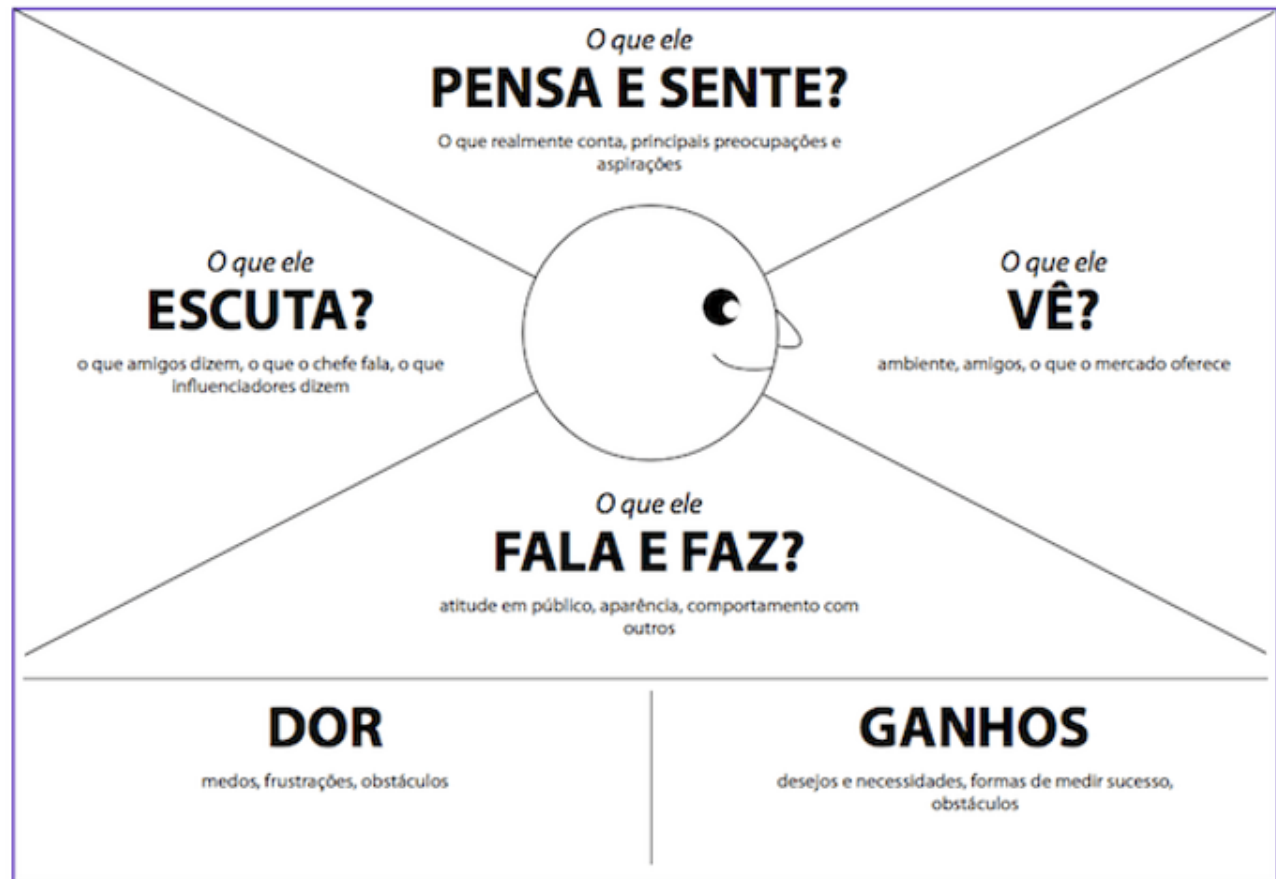 O que ele
PENSA E SENTE?
O que realmente conta, principais preocupações e
aspirações
O que ele
ESCUTA?
o que amigos dizem, o que o chefe fala, o que
influenciadores dizem
O que ele
VÊ?
ambiente, amigos, o que o mercado oferece
O que ele
FALA E FAZ?
atitude em público, aparência, comportamento com
outros
DOR
medos, frustrações, obstáculos
GANHOS
desejos e necessidades, formas de medir sucesso,
obstáculos